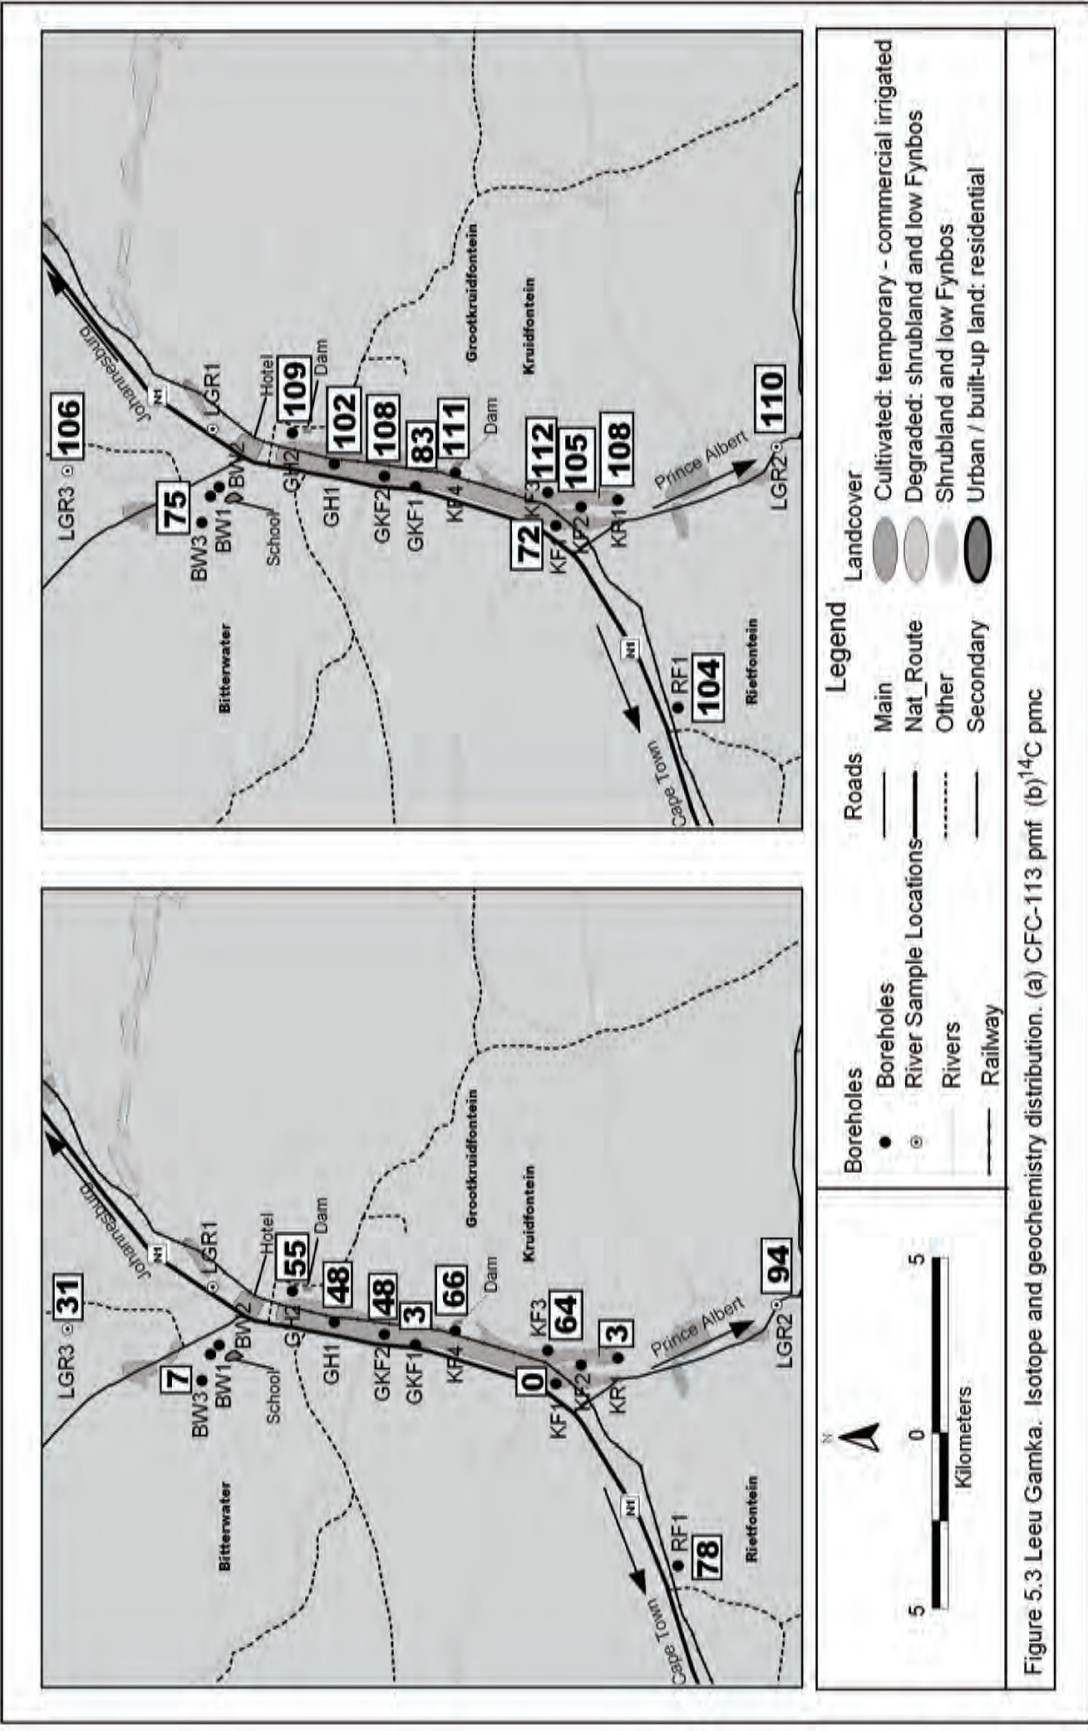 LGR3
31
Johannesburg
N1
LGR1
7
BW3
BW1
BW2
School
Hotel
Bitterwater
GH2
55
Dam
GH1
48
GKF2
48
GKF1
3
KF4
66
Dam
Grootkruidfontein
Kruidfontein
KF3
64
0
KF1
KF2
KR1
3
N1
Cape Town
RF1
78
Rietfontein
Prince Albert
LGR2
94
LGR3
106
Johannesburg
N1
LGR1
75
BW3
BW1
BW2
School
Hotel
Bitterwater
GH2
109
Dam
GH1
102
GKF2
108
GKF1
83
KF4
111
Dam
Grootkruidfontein
Kruidfontein
KF3
112
72
KF1
KF2
105
KR1
108
N1
Cape Town
RF1
104
Rietfontein
Prince Albert
LGR2
110
N
5 0 5
Kilometers
Legend
Boreholes
Boreholes
River Sample Locations
Rivers
Railway
Roads
Main
Nat_Route
Other
Secondary
Landcover
Cultivated: temporary - commercial irrigated
Degraded: shrubland and low Fynbos
Shrubland and low Fynbos
Urban / built-up land: residential
Figure 5.3 Leeu Gamka. Isotope and geochemistry distribution. (a) CFC-113 pmf (b)¹⁴C pmc